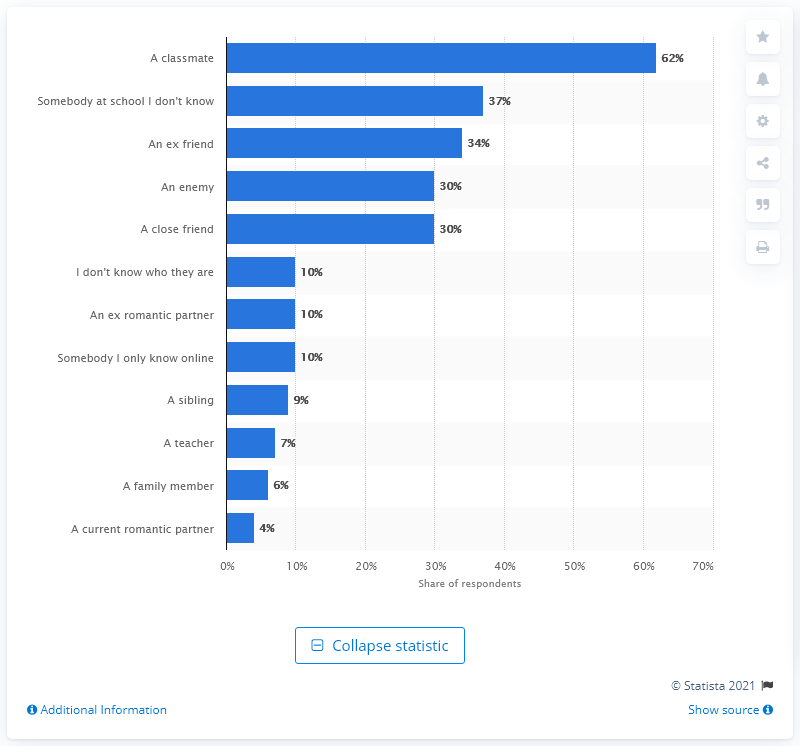 A classmate 62%
Somebody at school I don't know 37%
An ex friend 34%
An enemy 30%
A close friend 30%
I don't know who they are 10%
An ex romantic partner 10%
Somebody I only know online 10%
A sibling 9%
A teacher 7%
A family member 6%
A current romantic partner 4%
0% 10% 20% 30% 40% 50% 60% 70%
Share of respondents
Collapse statistic
© Statista 2021
Additional Information Show source